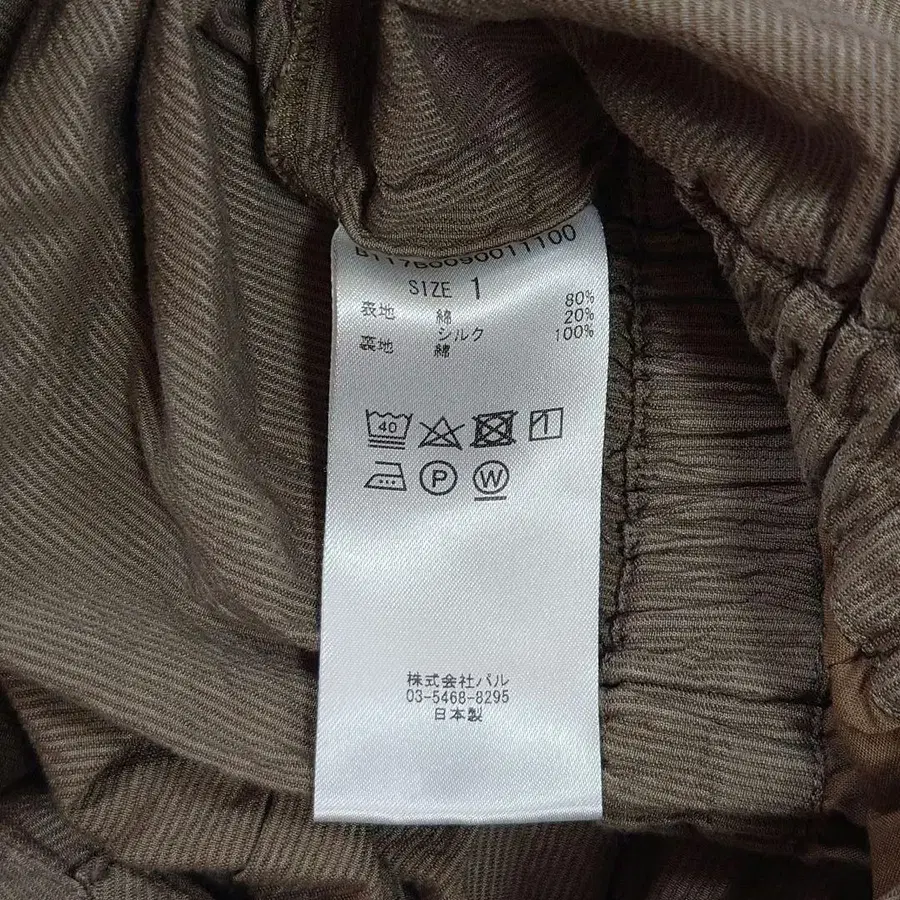 SIZE 1
表地 綿 80%
シルク 20%
裏地 綿 100%
40
P W
株式会社パル
03-5468-8295
日本製